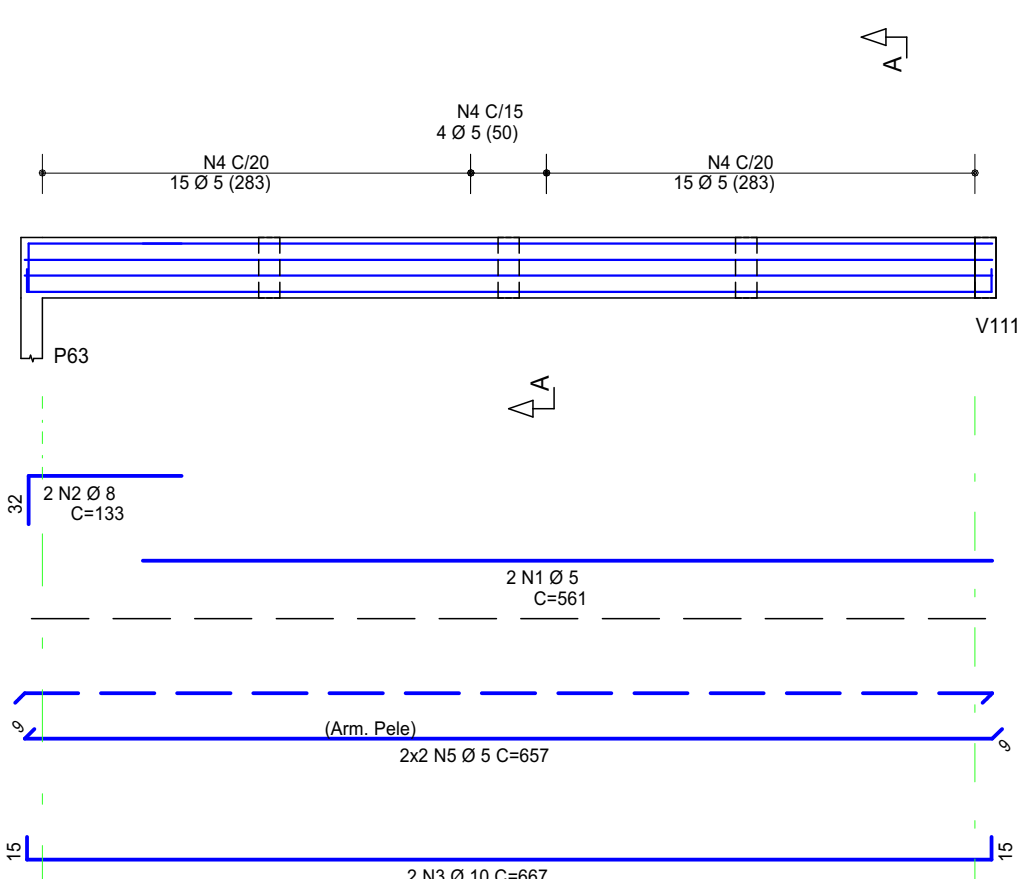 A
N4 C/15
4 Ø 5 (50)
N4 C/20
15 Ø 5 (283)
N4 C/20
15 Ø 5 (283)
V111
P63
A
32
2 N2 Ø 8
C=133
2 N1 Ø 5
C=561
9
(Arm. Pele)
2x2 N5 Ø 5 C=657
9
15
2 N3 Ø 10 C=667
15